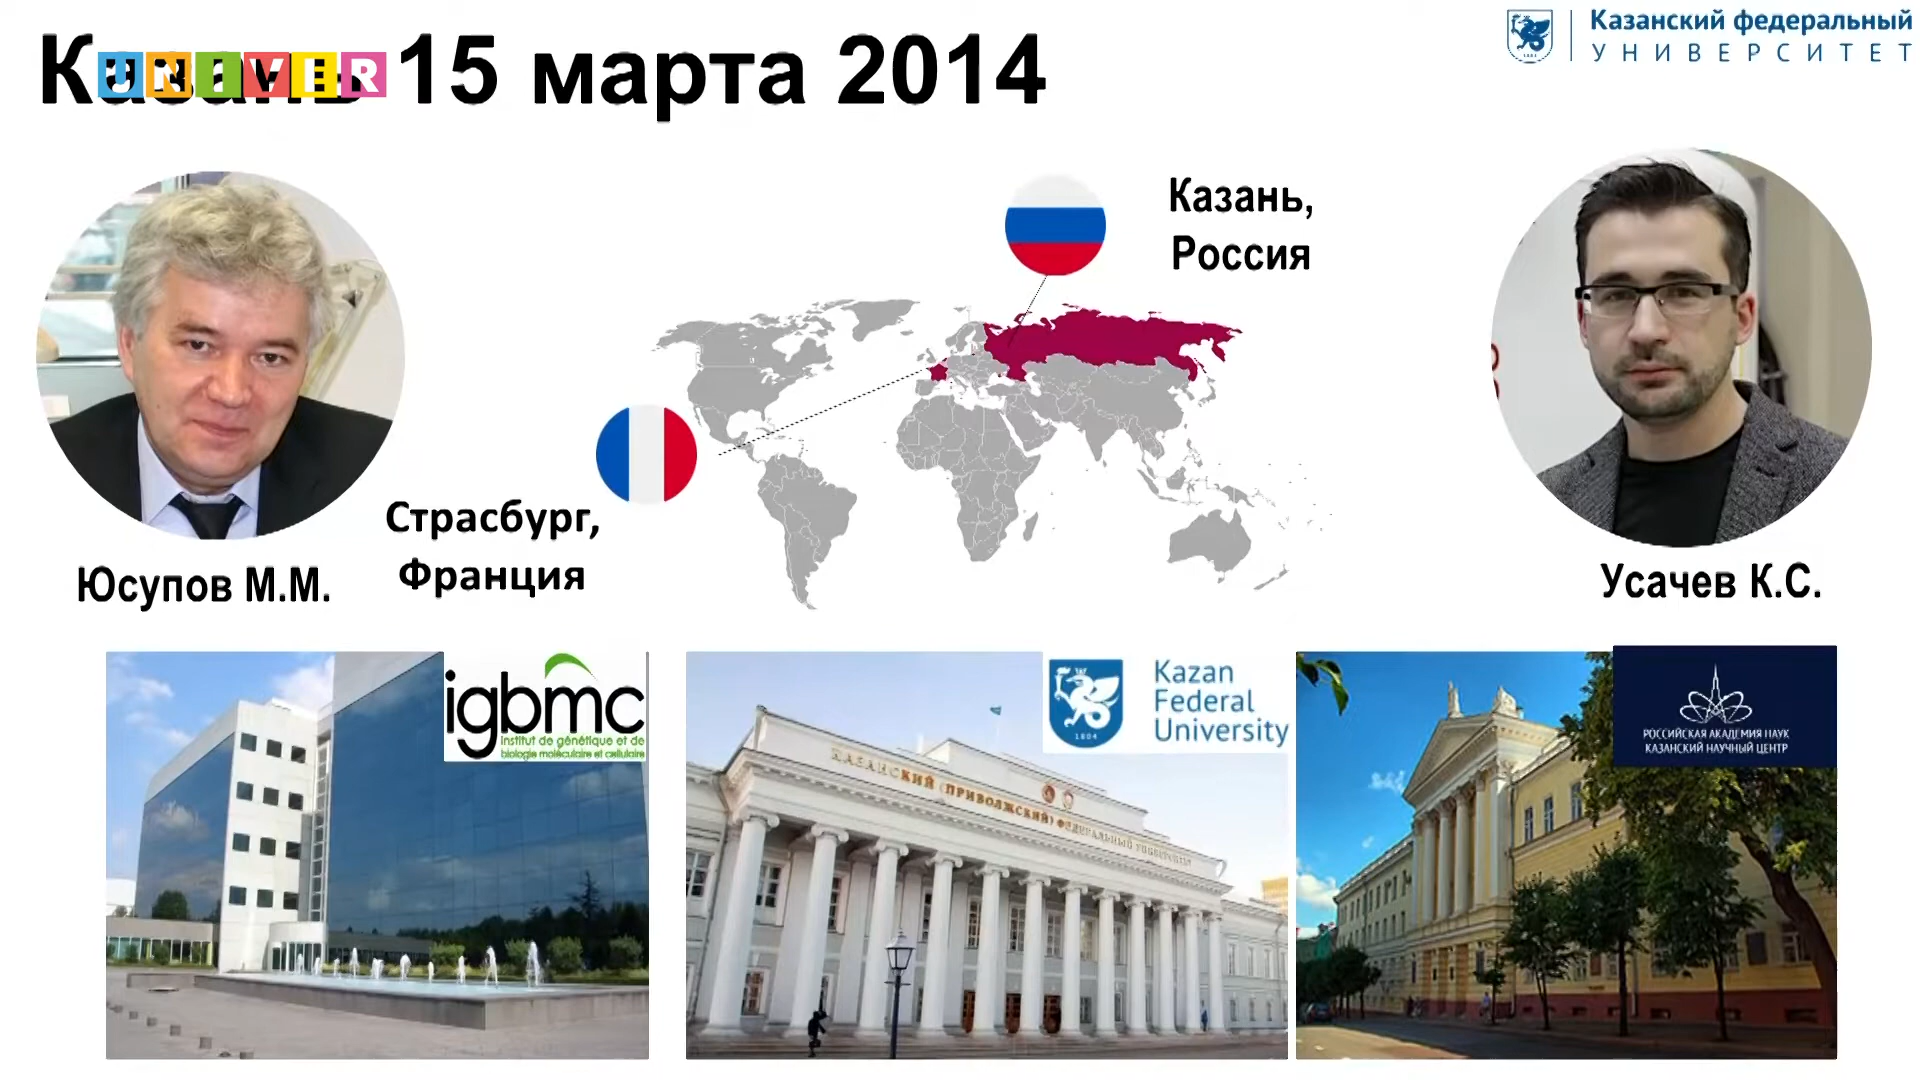 Казань 15 марта 2014
UNIVER
Казанский федеральный
УНИВЕРСИТЕТ
1804
Казань,
Россия
Страсбург,
Франция
Юсупов М.М.
Усачев К.С.
igbmc
Institut de génétique et de
biologie moléculaire et cellulaire
КАЗАНСКИЙ (ПРИВОЛЖСКИЙ) ФЕДЕРАЛЬНЫЙ УНИВЕРСИТЕТ
1804
Kazan
Federal
University
РОССИЙСКАЯ АКАДЕМИЯ НАУК
КАЗАНСКИЙ НАУЧНЫЙ ЦЕНТР